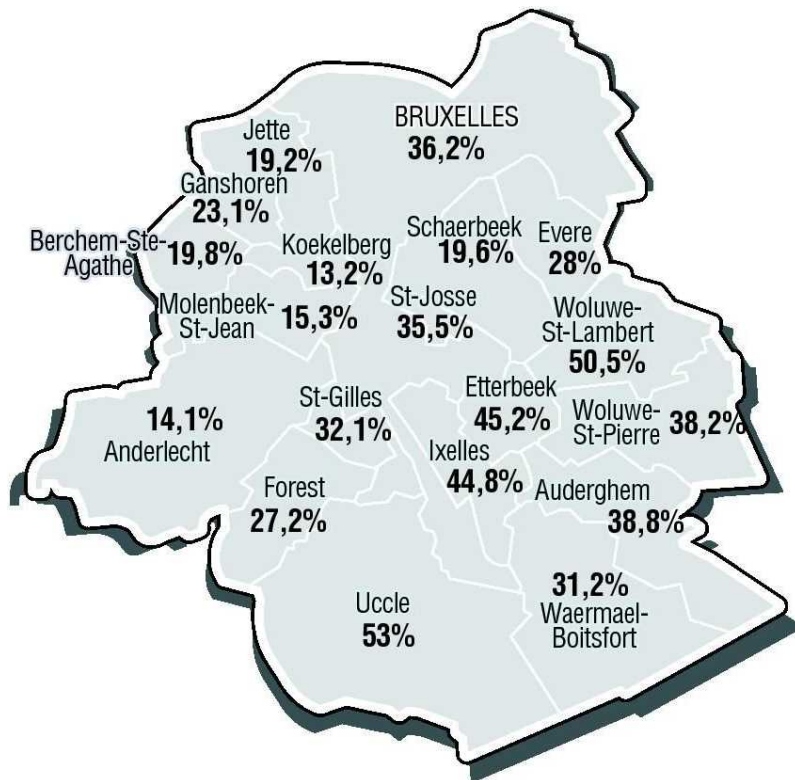 BRUXELLES
36,2%
Jette
19,2%
Ganshoren
23,1%
Berchem-Ste-
Agathe
19,8%
Koekelberg
13,2%
Schaerbeek
19,6%
Evere
28%
Molenbeek-
St-Jean
15,3%
St-Josse
35,5%
Woluwe-
St-Lambert
50,5%
14,1%
Anderlecht
St-Gilles
32,1%
Etterbeek
45,2%
Woluwe-
St-Pierre
38,2%
Ixelles
44,8%
Forest
27,2%
Auderghem
38,8%
Uccle
53%
31,2%
Waermael-
Boitsfort